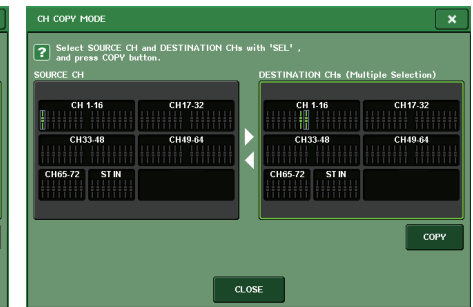 CH COPY MODE
? Select SOURCE CH and DESTINATION CHs with 'SEL' ,
and press COPY button.
SOURCE CH
DESTINATION CHs (Multiple Selection)
CH 1-16 CH17-32
CH33-48 CH49-64
CH65-72 ST IN
CH 1-16 CH17-32
CH33-48 CH49-64
CH65-72 ST IN
COPY
CLOSE